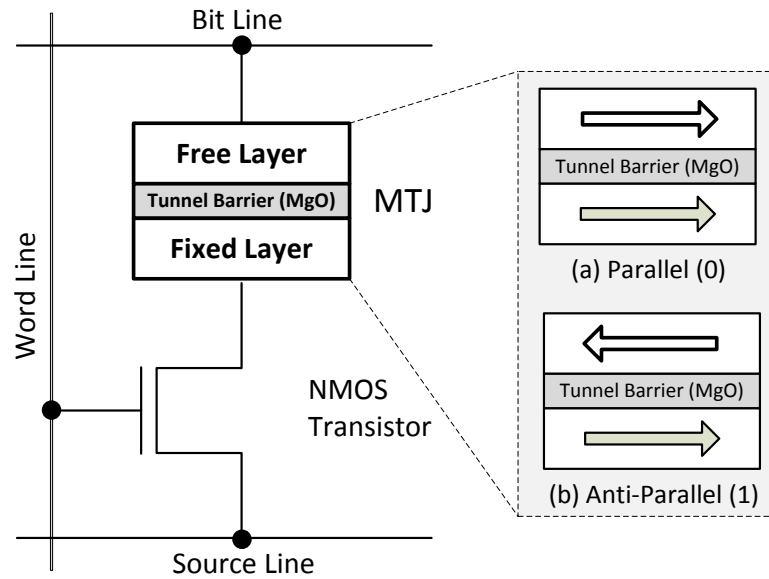 Bit Line
Free Layer
Tunnel Barrier (MgO)
Fixed Layer
MTJ
Word Line
NMOS
Transistor
Source Line
Tunnel Barrier (MgO)
(a) Parallel (0)
Tunnel Barrier (MgO)
(b) Anti-Parallel (1)